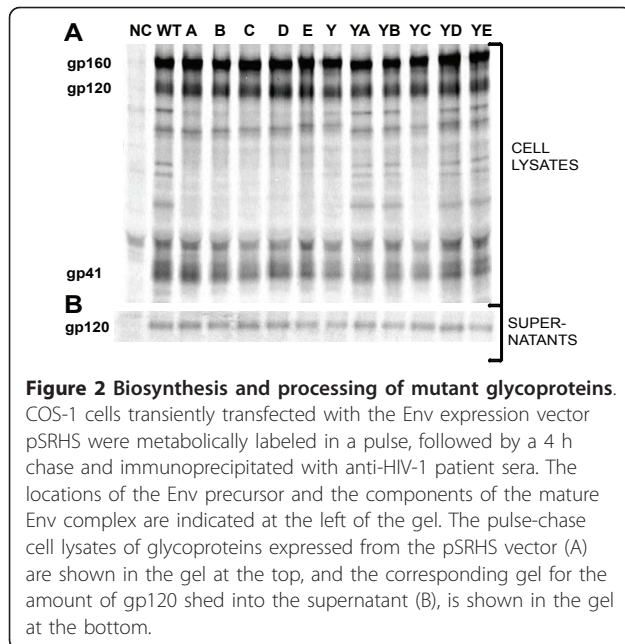 A
NC WT A B C D E Y YA YB YC YD YE
gp160
gp120
CELL
LYSATES
gp41
B
gp120
SUPER-
NATANTS
Figure 2 Biosynthesis and processing of mutant glycoproteins.
COS-1 cells transiently transfected with the Env expression vector
pSRHS were metabolically labeled in a pulse, followed by a 4 h
chase and immunoprecipitated with anti-HIV-1 patient sera. The
locations of the Env precursor and the components of the mature
Env complex are indicated at the left of the gel. The pulse-chase
cell lysates of glycoproteins expressed from the pSRHS vector (A)
are shown in the gel at the top, and the corresponding gel for the
amount of gp120 shed into the supernatant (B), is shown in the gel
at the bottom.